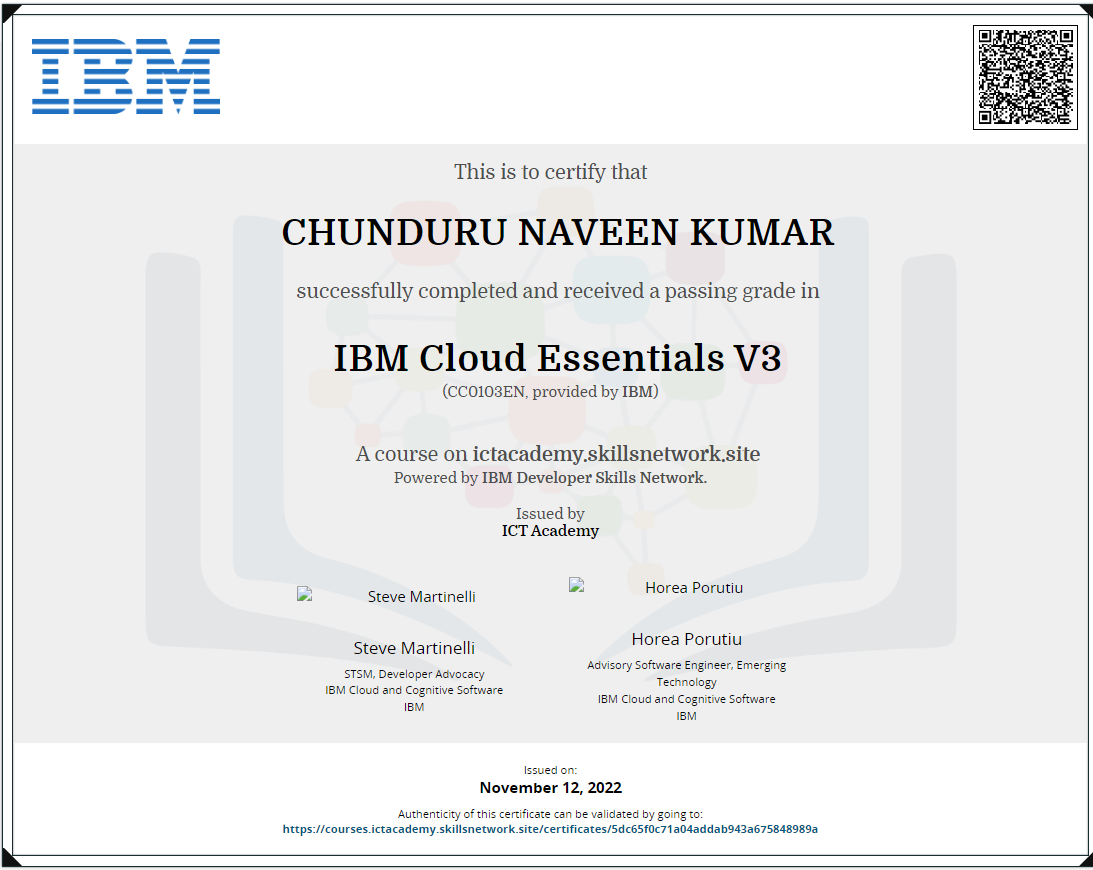 IBM
This is to certify that
CHUNDURU NAVEEN KUMAR
successfully completed and received a passing grade in
IBM Cloud Essentials V3
(CC0103EN, provided by IBM)
A course on ictacademy.skillsnetwork.site
Powered by IBM Developer Skills Network.
Issued by
ICT Academy
Steve Martinelli
Horea Porutiu
Steve Martinelli
STSM, Developer Advocacy
IBM Cloud and Cognitive Software
IBM
Horea Porutiu
Advisory Software Engineer, Emerging
Technology
IBM Cloud and Cognitive Software
IBM
Issued on:
November 12, 2022
Authenticity of this certificate can be validated by going to:
https://courses.ictacademy.skillsnetwork.site/certificates/5dc65f0c71a04addab943a675848989a